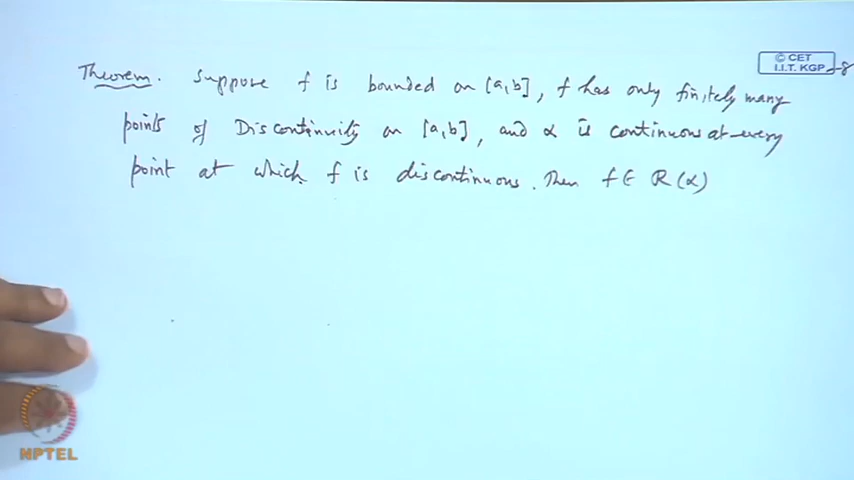 © CET
I.I.T. KGP
Theorem. Suppose f is bounded on [a,b], f has only finitely many
points of Discontinuity on [a,b], and α is continuous at every
point at which f is discontinuous. Then f ∈ R(α)
NPTEL